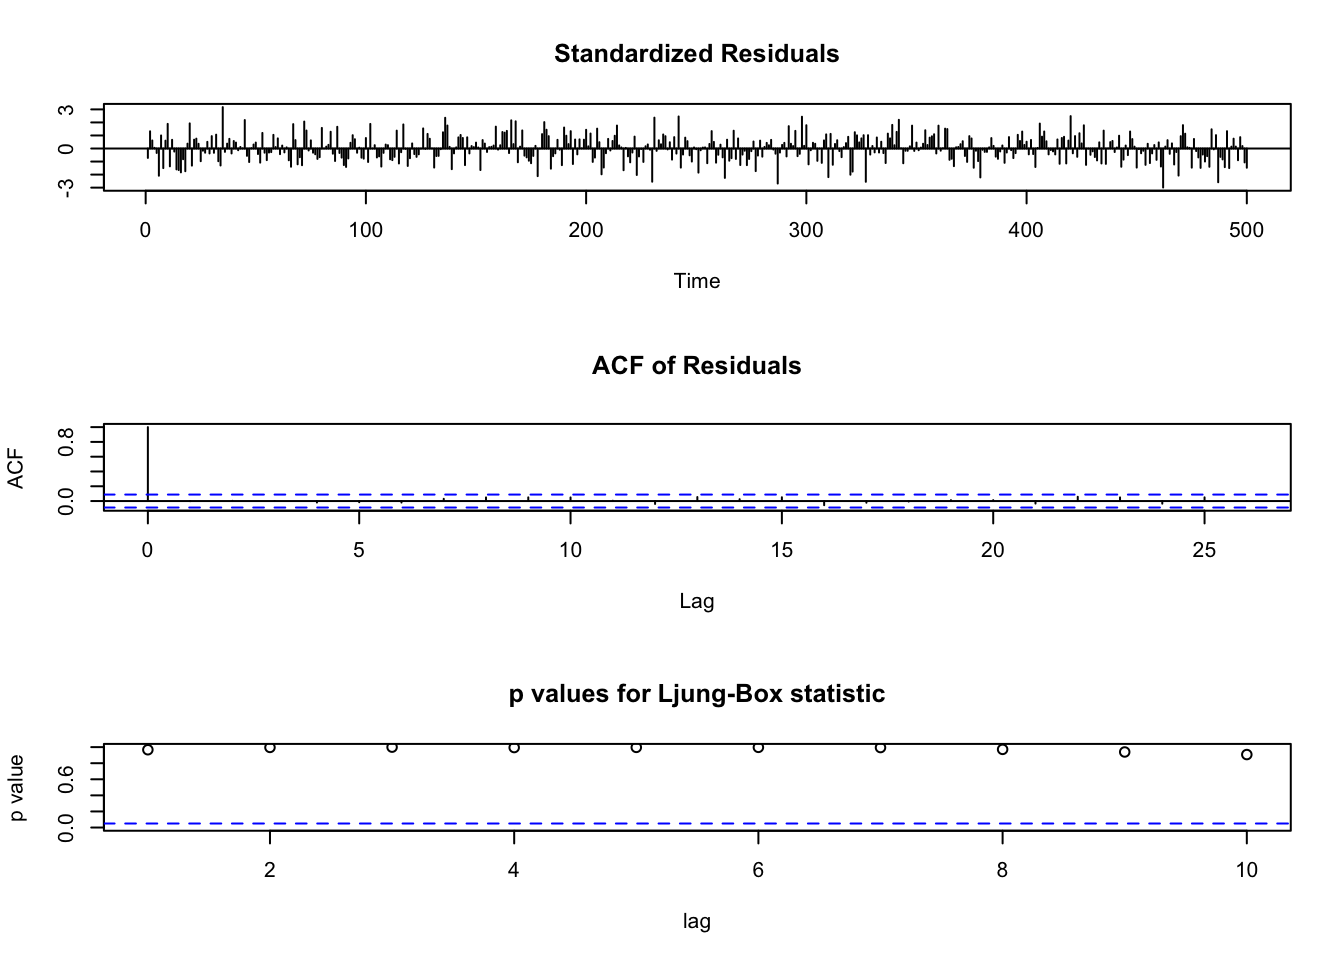 Standardized Residuals
3
0
-3
0 100 200 300 400 500
Time
ACF of Residuals
ACF
0.8
0.0
0 5 10 15 20 25
Lag
p values for Ljung-Box statistic
p value
0.6
0.0
2 4 6 8 10
lag